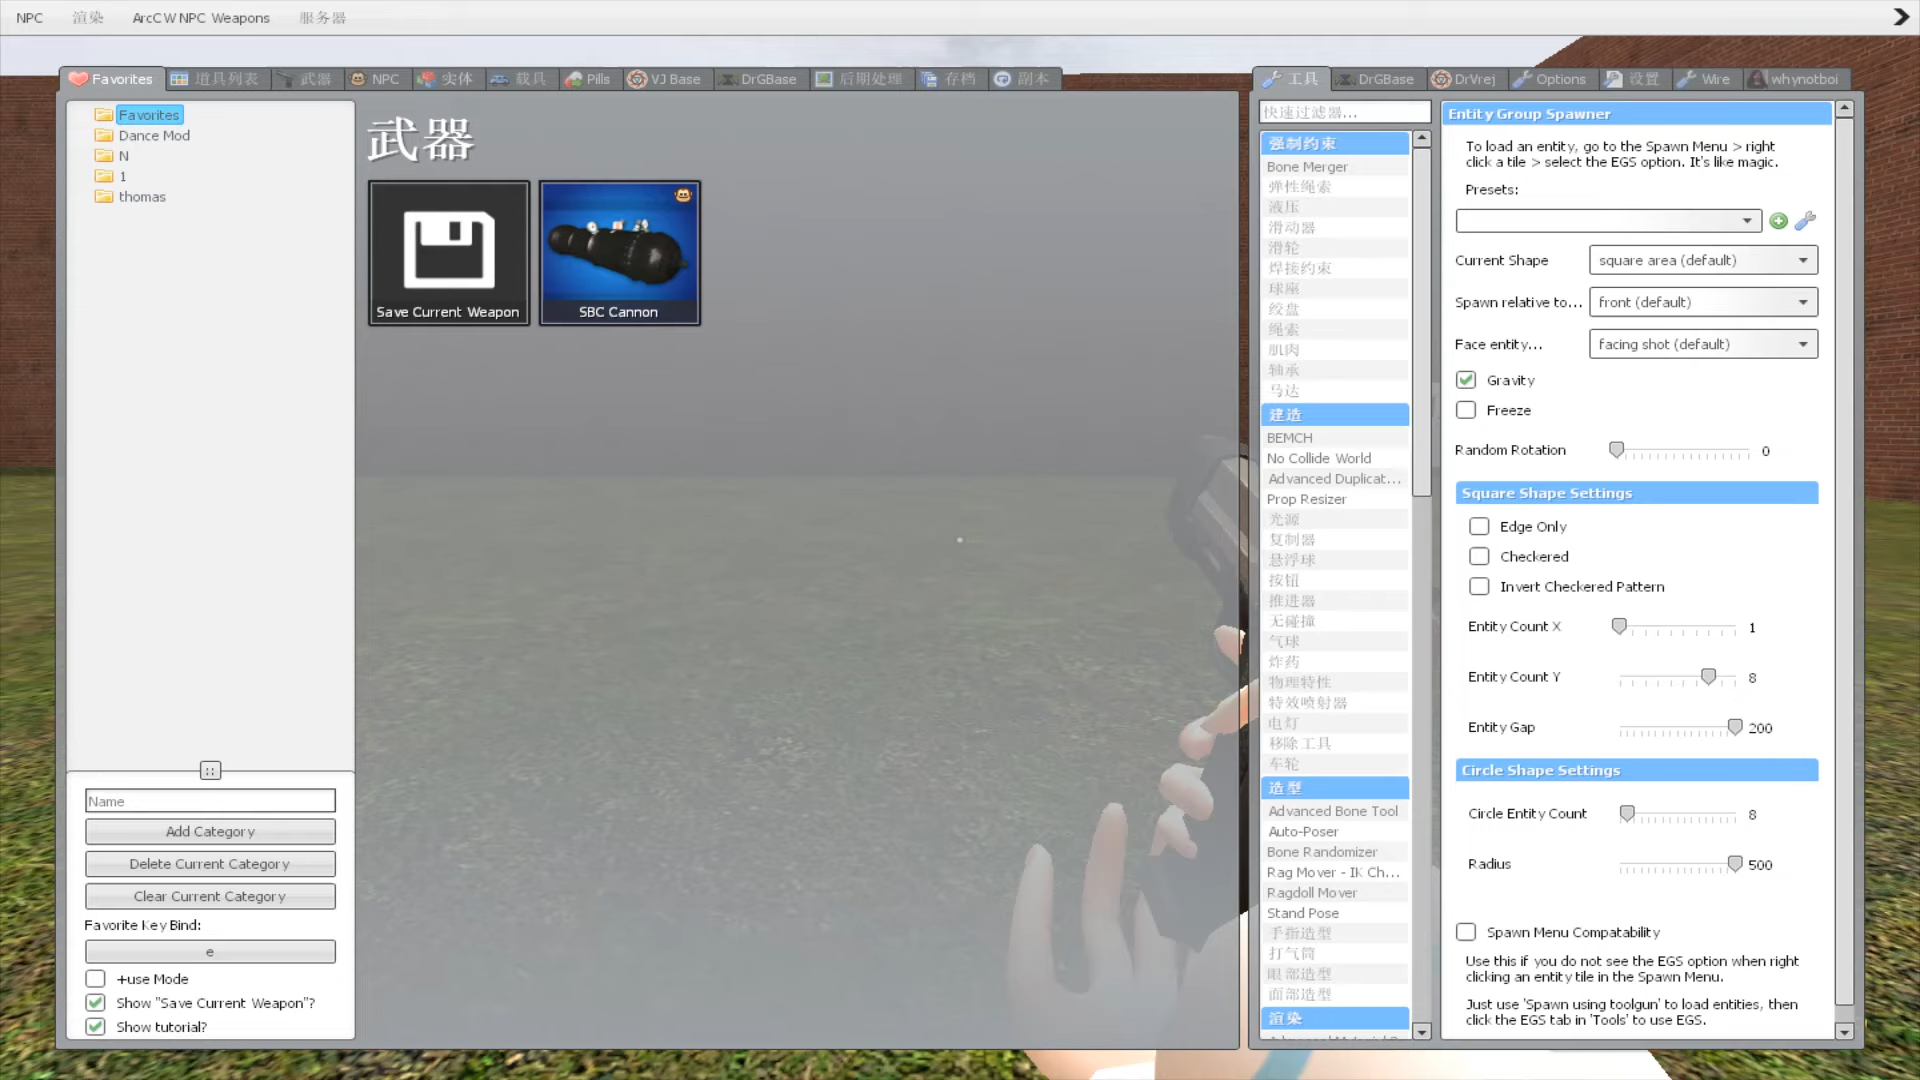 NPC 渲染 ArcCW NPC Weapons 服务器
Favorites 道具列表 武器 NPC 实体 载具 Pills VJ Base DrGBase 后期处理 存档 副本
工具 DrGBase DrVrej Options 设置 Wire whynotboi
Favorites
Dance Mod
N
1
thomas
武器
Save Current Weapon
SBC Cannon
Name
Add Category
Delete Current Category
Clear Current Category
Favorite Key Bind:
e
+use Mode
Show "Save Current Weapon"?
Show tutorial?
快速过滤器...
强制约束
Bone Merger
弹性绳索
液压
滑动器
滑轮
焊接约束
球座
绞盘
绳索
肌肉
轴承
马达
建造
BEMCH
No Collide World
Advanced Duplicat...
Prop Resizer
光源
复制器
悬浮球
按钮
推进器
无碰撞
气球
炸药
物理特性
特效喷射器
电灯
移除工具
车轮
造型
Advanced Bone Tool
Auto-Poser
Bone Randomizer
Rag Mover - IK Ch...
Ragdoll Mover
Stand Pose
手指造型
打气筒
眼部造型
面部造型
渲染
Entity Group Spawner
To load an entity, go to the Spawn Menu > right
click a tile > select the EGS option. It's like magic.
Presets:
Current Shape square area (default)
Spawn relative to... front (default)
Face entity... facing shot (default)
Gravity
Freeze
Random Rotation 0
Square Shape Settings
Edge Only
Checkered
Invert Checkered Pattern
Entity Count X 1
Entity Count Y 8
Entity Gap 200
Circle Shape Settings
Circle Entity Count 8
Radius 500
Spawn Menu Compatability
Use this if you do not see the EGS option when right
clicking an entity tile in the Spawn Menu.
Just use 'Spawn using toolgun' to load entities, then
click the EGS tab in 'Tools' to use EGS.